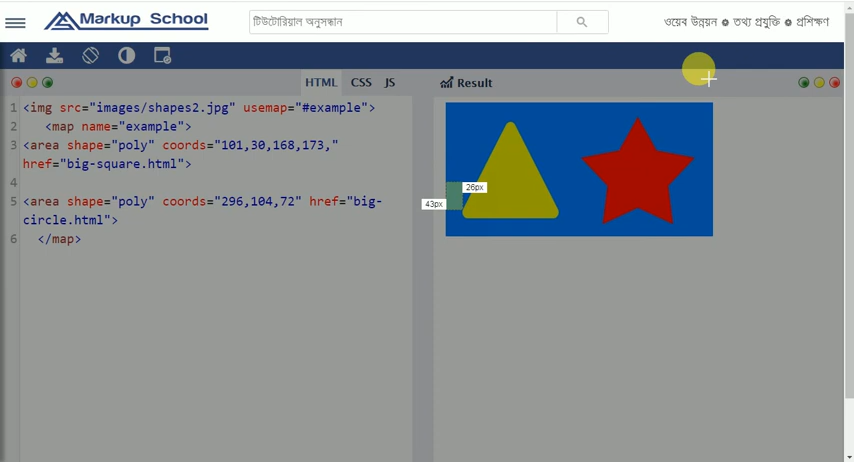 Markup School
টিউটোরিয়াল অনুসন্ধান
ওয়েব উন্নয়ন তথ্য প্রযুক্তি প্রশিক্ষণ
HTML CSS JS
Result
1 <img src="images/shapes2.jpg" usemap="#example">
2 <map name="example">
3 <area shape="poly" coords="101,30,168,173,"
href="big-square.html">
4
5 <area shape="poly" coords="296,104,72" href="big-
circle.html">
6 </map>
26px
43px